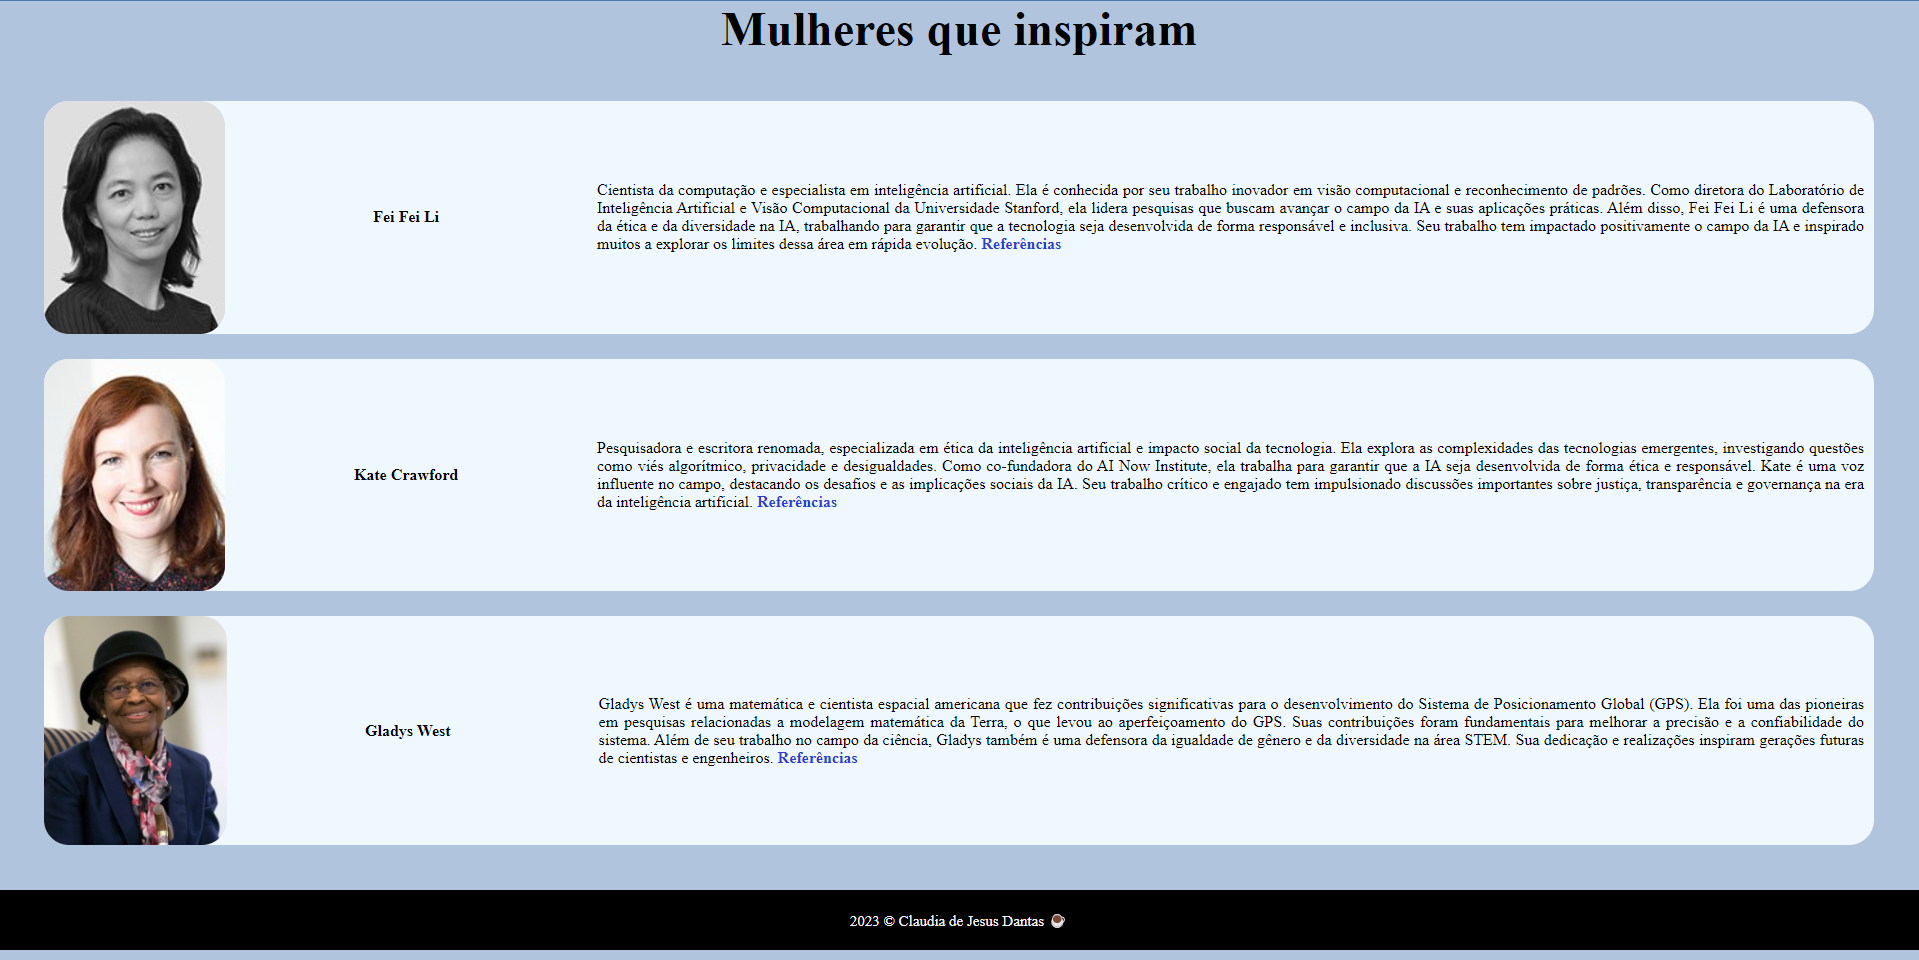 Mulheres que inspiram
Fei Fei Li
Cientista da computação e especialista em inteligência artificial. Ela é conhecida por seu trabalho inovador em visão computacional e reconhecimento de padrões. Como diretora do Laboratório de
Inteligência Artificial e Visão Computacional da Universidade Stanford, ela lidera pesquisas que buscam avançar o campo da IA e suas aplicações práticas. Além disso, Fei Fei Li é uma defensora
da ética e da diversidade na IA, trabalhando para garantir que a tecnologia seja desenvolvida de forma responsável e inclusiva. Seu trabalho tem impactado positivamente o campo da IA e inspirado
muitos a explorar os limites dessa área em rápida evolução. Referências
Kate Crawford
Pesquisadora e escritora renomada, especializada em ética da inteligência artificial e impacto social da tecnologia. Ela explora as complexidades das tecnologias emergentes, investigando questões
como viés algorítmico, privacidade e desigualdades. Como co-fundadora do AI Now Institute, ela trabalha para garantir que a IA seja desenvolvida de forma ética e responsável. Kate é uma voz
influente no campo, destacando os desafios e as implicações sociais da IA. Seu trabalho crítico e engajado tem impulsionado discussões importantes sobre justiça, transparência e governança na era
da inteligência artificial. Referências
Gladys West
Gladys West é uma matemática e cientista espacial americana que fez contribuições significativas para o desenvolvimento do Sistema de Posicionamento Global (GPS). Ela foi uma das pioneiras
em pesquisas relacionadas a modelagem matemática da Terra, o que levou ao aperfeiçoamento do GPS. Suas contribuições foram fundamentais para melhorar a precisão e a confiabilidade do
sistema. Além de seu trabalho no campo da ciência, Gladys também é uma defensora da igualdade de gênero e da diversidade na área STEM. Sua dedicação e realizações inspiram gerações futuras
de cientistas e engenheiros. Referências
2023 © Claudia de Jesus Dantas ☕